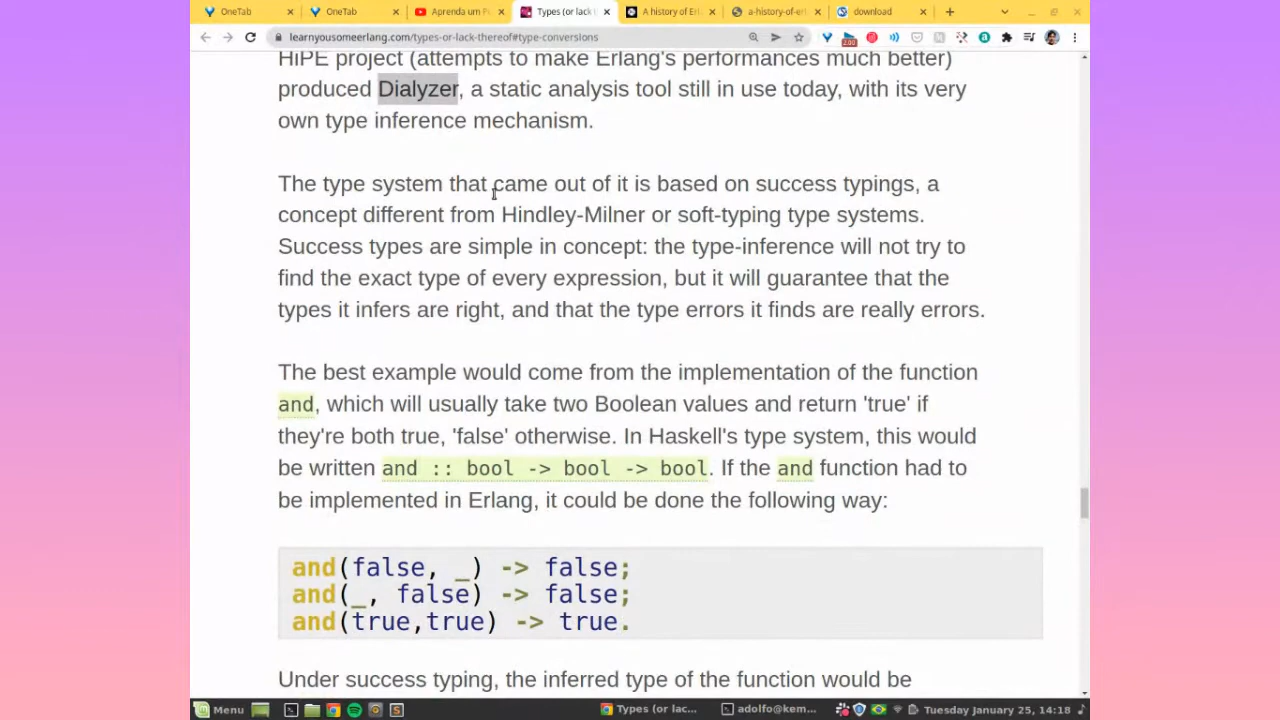 OneTab
OneTab
Aprenda um P
Types (or lack t
A history of Erl
a-history-of-erl
download
learnyousomeerlang.com/types-or-lack-thereof#type-conversions
2.00
HiPE project (attempts to make Erlang's performances much better)
produced Dialyzer, a static analysis tool still in use today, with its very
own type inference mechanism.
The type system that came out of it is based on success typings, a
concept different from Hindley-Milner or soft-typing type systems.
Success types are simple in concept: the type-inference will not try to
find the exact type of every expression, but it will guarantee that the
types it infers are right, and that the type errors it finds are really errors.
The best example would come from the implementation of the function
and, which will usually take two Boolean values and return 'true' if
they're both true, 'false' otherwise. In Haskell's type system, this would
be written and :: bool -> bool -> bool. If the and function had to
be implemented in Erlang, it could be done the following way:
and(false, _) -> false;
and(_, false) -> false;
and(true,true) -> true.
Under success typing, the inferred type of the function would be
Menu
Types (or lac...
adolfo@kem...
Tuesday January 25, 14:18